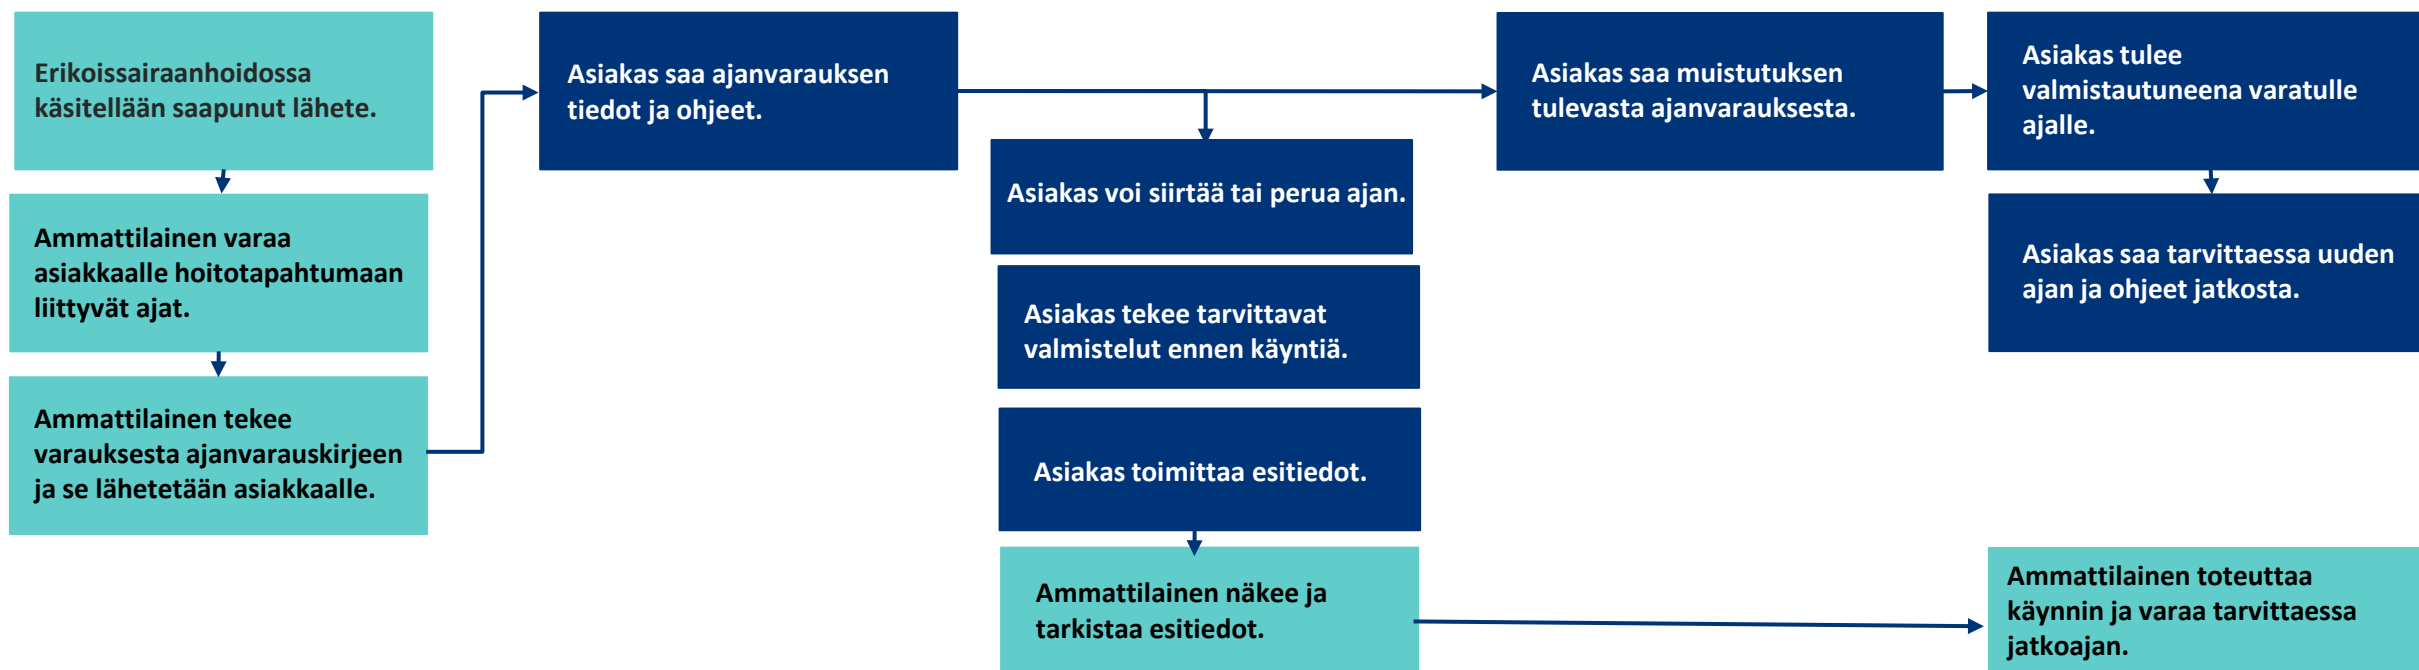 Erikoissairaanhoidossa
käsitellään saapunut lähete.
Ammattilainen varaa
asiakkaalle hoitotapahtumaan
liittyvät ajat.
Ammattilainen tekee
varauksesta ajanvarauskirjeen
ja se lähetetään asiakkaalle.
Asiakas saa ajanvarauksen
tiedot ja ohjeet.
Asiakas voi siirtää tai perua ajan.
Asiakas tekee tarvittavat
valmistelut ennen käyntiä.
Asiakas toimittaa esitiedot.
Ammattilainen näkee ja
tarkistaa esitiedot.
Asiakas saa muistutuksen
tulevasta ajanvarauksesta.
Asiakas tulee
valmistautuneena varatulle
ajalle.
Asiakas saa tarvittaessa uuden
ajan ja ohjeet jatkosta.
Ammattilainen toteuttaa
käynnin ja varaa tarvittaessa
jatkoajan.